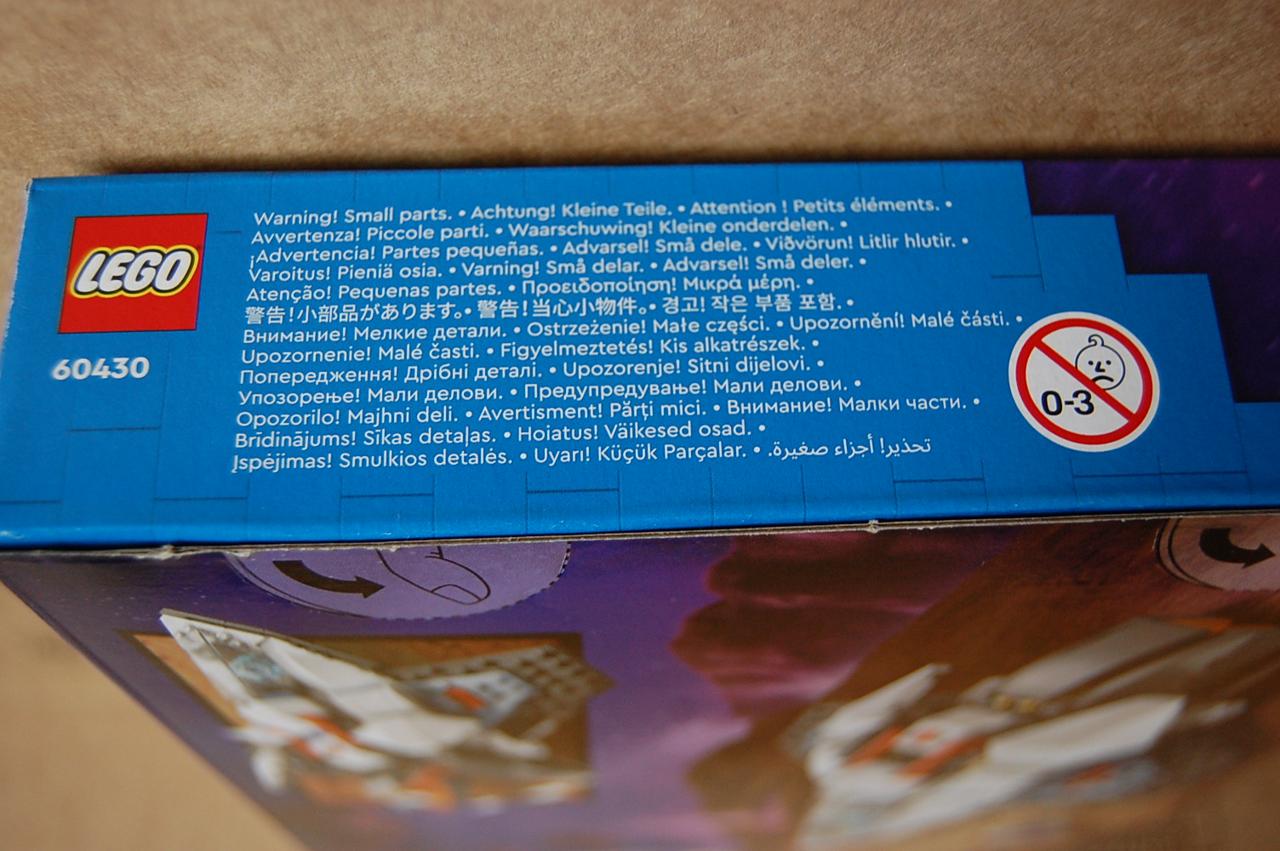 LEGO
60430
Warning! Small parts. • Achtung! Kleine Teile. • Attention ! Petits éléments. •
Avvertenza! Piccole parti. • Waarschuwing! Kleine onderdelen. •
¡Advertencia! Partes pequeñas. • Advarsel! Små dele. • Viðvörun! Litlir hlutir. •
Varoitus! Pieniä osia. • Varning! Små delar. • Advarsel! Små deler. •
Atenção! Pequenas partes. • Προειδοποίηση! Μικρά μέρη. •
警告!小部品があります。• 警告!当心小物件。• 경고! 작은 부품 포함. •
Внимание! Мелкие детали. • Ostrzeżenie! Małe części. • Upozornění! Malé části. •
Upozornenie! Malé časti. • Figyelmeztetés! Kis alkatrészek. •
Попередження! Дрібні деталі. • Upozorenje! Sitni dijelovi. •
Упозорење! Мали делови. • Предупредување! Мали делови. •
Opozorilo! Majhni deli. • Avertisment! Părți mici. • Внимание! Малки части. •
Brīdinājums! Sīkas detaļas. • Hoiatus! Väikesed osad. •
Įspėjimas! Smulkios detalės. • Uyarı! Küçük Parçalar. • تحذير! أجزاء صغيرة.
0-3